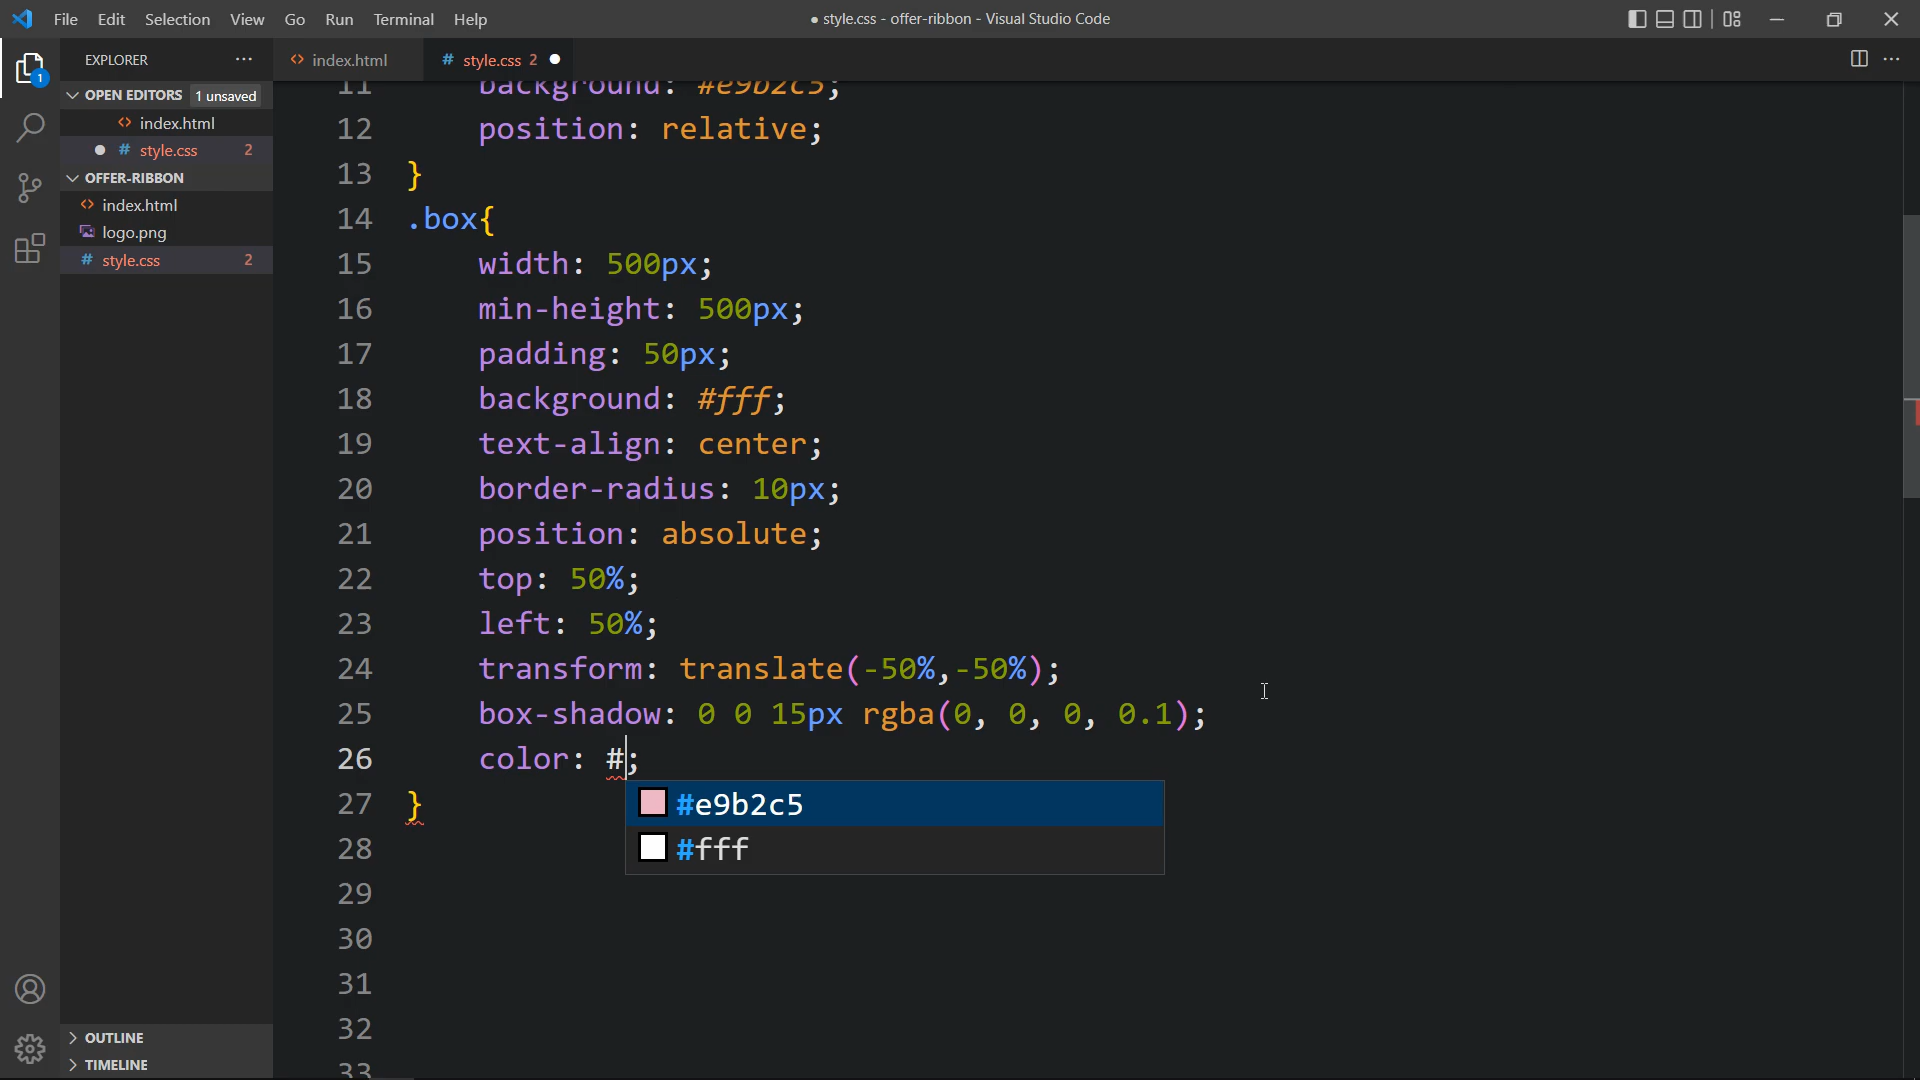 File Edit Selection View Go Run Terminal Help
● style.css - offer-ribbon - Visual Studio Code
1
EXPLORER
OPEN EDITORS 1 unsaved
index.html
# style.css 2
OFFER-RIBBON
index.html
logo.png
# style.css 2
OUTLINE
TIMELINE
index.html
# style.css 2
11 background: #e9b2c5;
12 position: relative;
13 }
14 .box{
15 width: 500px;
16 min-height: 500px;
17 padding: 50px;
18 background: #fff;
19 text-align: center;
20 border-radius: 10px;
21 position: absolute;
22 top: 50%;
23 left: 50%;
24 transform: translate(-50%,-50%);
25 box-shadow: 0 0 15px rgba(0, 0, 0, 0.1);
26 color: #;
#e9b2c5
#fff
27 }
28
29
30
31
32
33